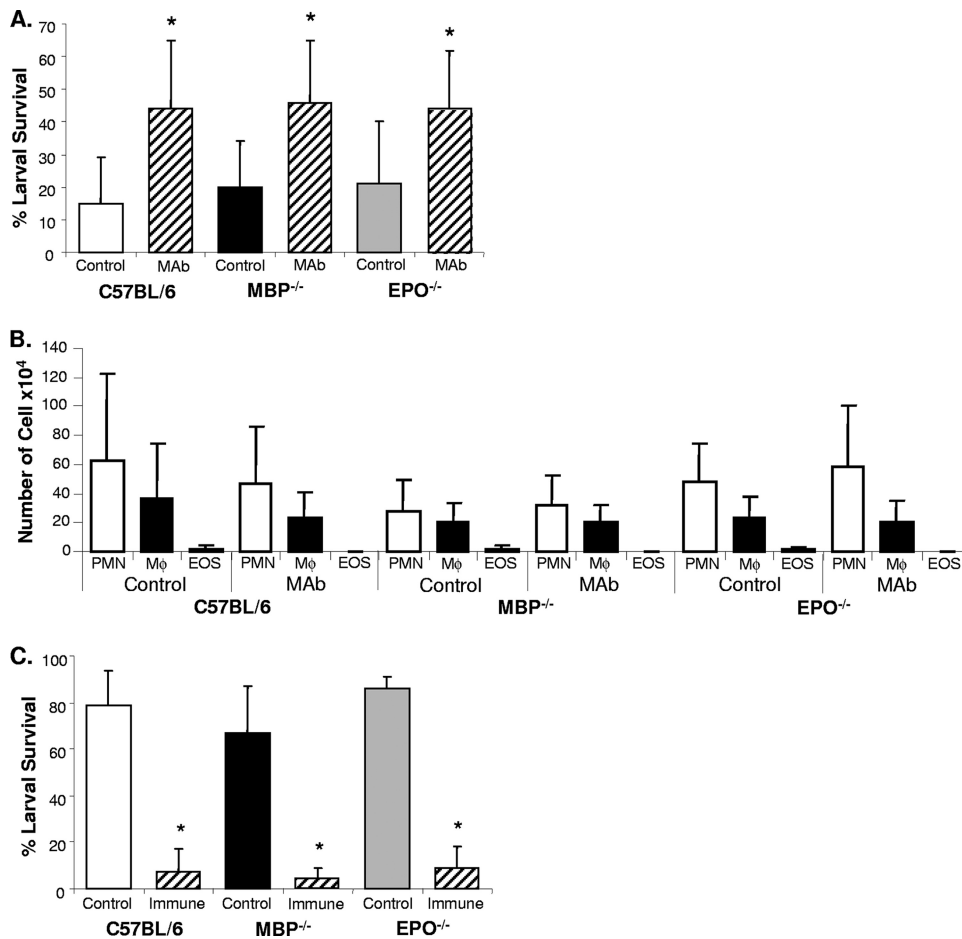 A.
% Larval Survival
70
60
50
40
30
20
10
0
* * *
Control MAb Control MAb Control MAb
C57BL/6 MBP-/- EPO-/-
B.
Number of Cell x10⁴
140
120
100
80
60
40
20
0
PMN Mϕ EOS PMN Mϕ EOS PMN Mϕ EOS PMN Mϕ EOS PMN Mϕ EOS PMN Mϕ EOS
Control MAb Control MAb Control MAb
C57BL/6 MBP-/- EPO-/-
C.
% Larval Survival
100
80
60
40
20
0
* * *
Control Immune Control Immune Control Immune
C57BL/6 MBP-/- EPO-/-